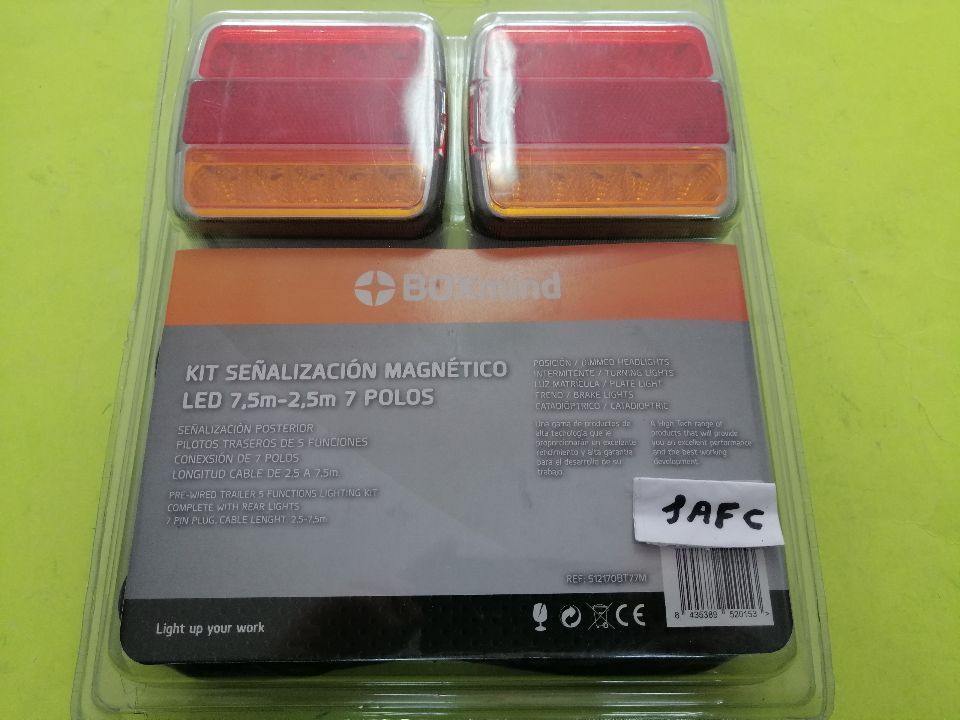 BOXmind
KIT SEÑALIZACIÓN MAGNÉTICO
LED 7,5m-2,5m 7 POLOS
SEÑALIZACIÓN POSTERIOR
PILOTOS TRASEROS DE 5 FUNCIONES
CONEXIÓN DE 7 POLOS
LONGITUD CABLE DE 2,5 A 7,5m.
PRE-WIRED TRAILER 5 FUNCTIONS LIGHTING KIT
COMPLETE WITH REAR LIGHTS
7 PIN PLUG. CABLE LENGHT 2.5-7,5m
POSICIÓN / DIMMED HEADLIGHTS
INTERMITENTE / TURNING LIGHTS
LUZ MATRÍCULA / PLATE LIGHT
FRENO / BRAKE LIGHTS
CATADIÓPTRICO / CATADIOPTRIC
Una gama de productos de
alta tecnología que le
proporcionarán un excelente
rendimiento y alta garantía
para el desarrollo de su
trabajo.
A High Tech range of
products that will provide
you an excellent performance
and the best working
development.
1AFC
REF: 512170BT77M
8 436389 520153 >
CE
Light up your work